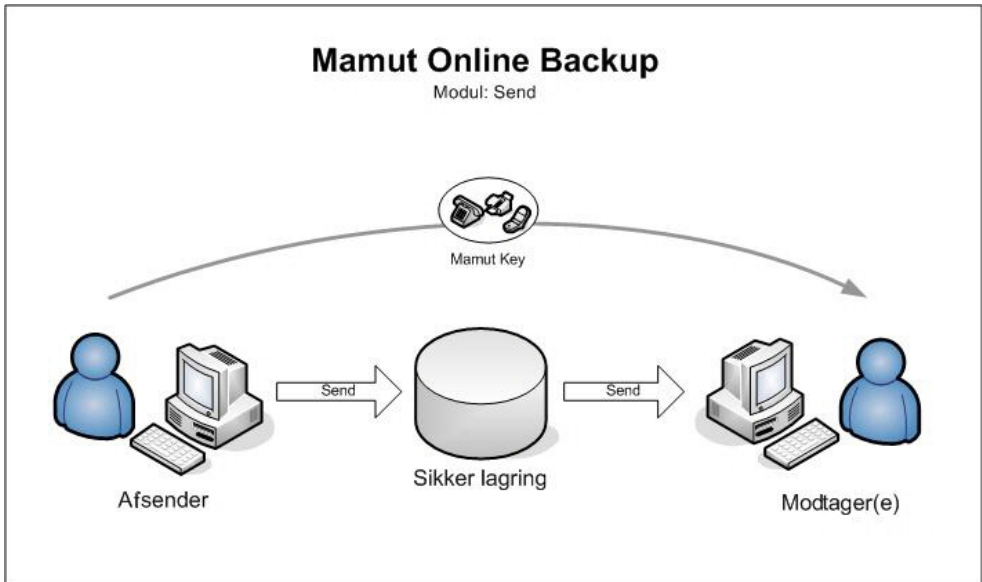 Mamut Online Backup
Modul: Send
Mamut Key
Send
Send
Sikker lagring
Afsender
Modtager(e)